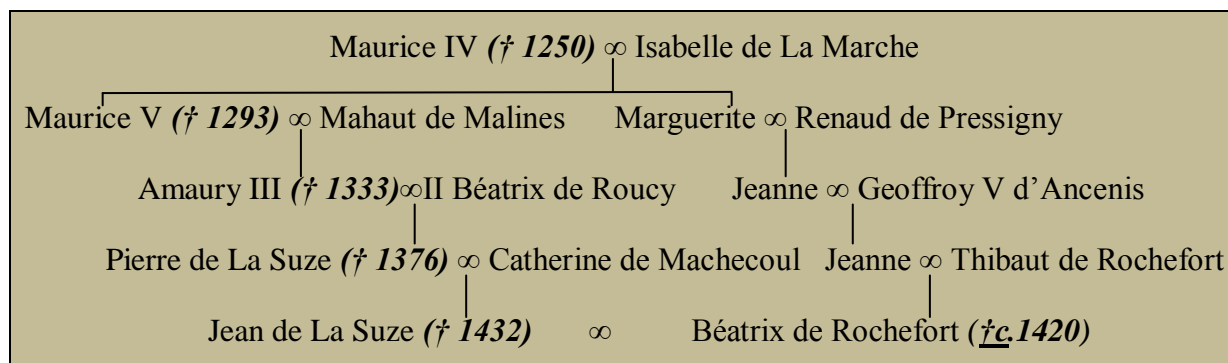 Maurice IV († 1250) ∞ Isabelle de La Marche
Maurice V († 1293) ∞ Mahaut de Malines Marguerite ∞ Renaud de Pressigny
Amaury III († 1333)∞II Béatrix de Roucy Jeanne ∞ Geoffroy V d’Ancenis
Pierre de La Suze († 1376) ∞ Catherine de Machecoul Jeanne ∞ Thibaut de Rochefort
Jean de La Suze († 1432) ∞ Béatrix de Rochefort (†c.1420)